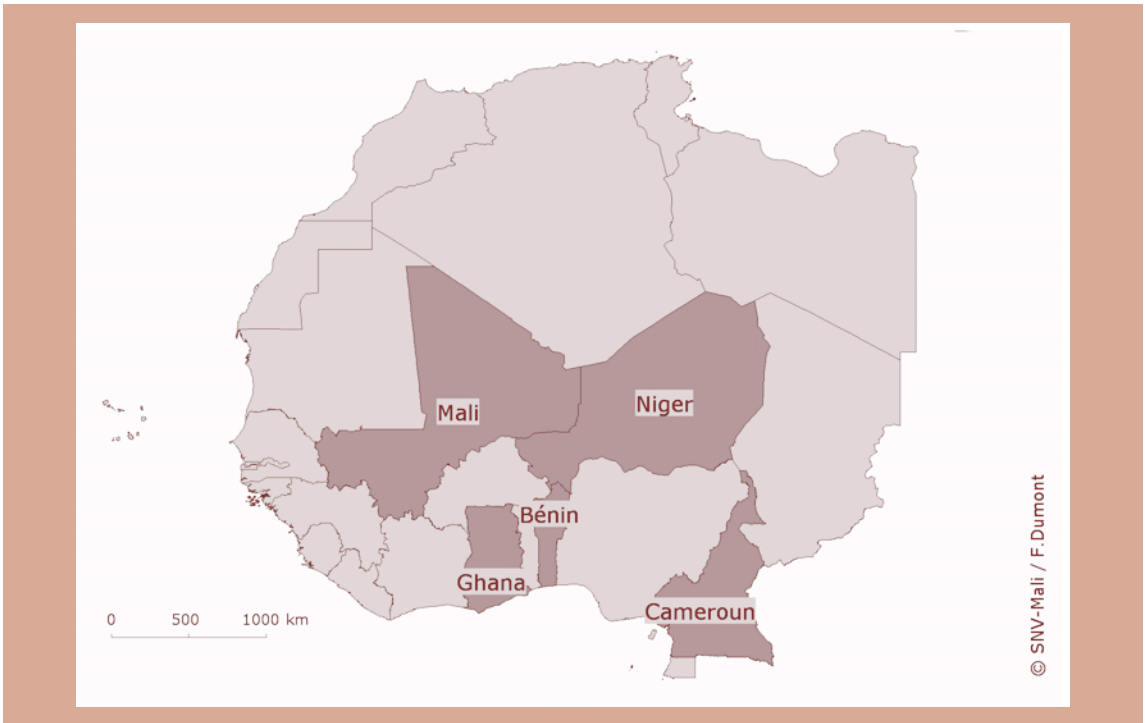 Mali
Niger
Bénin
Ghana
Cameroun
0 500 1000 km
© SNV-Mali / F.Dumont